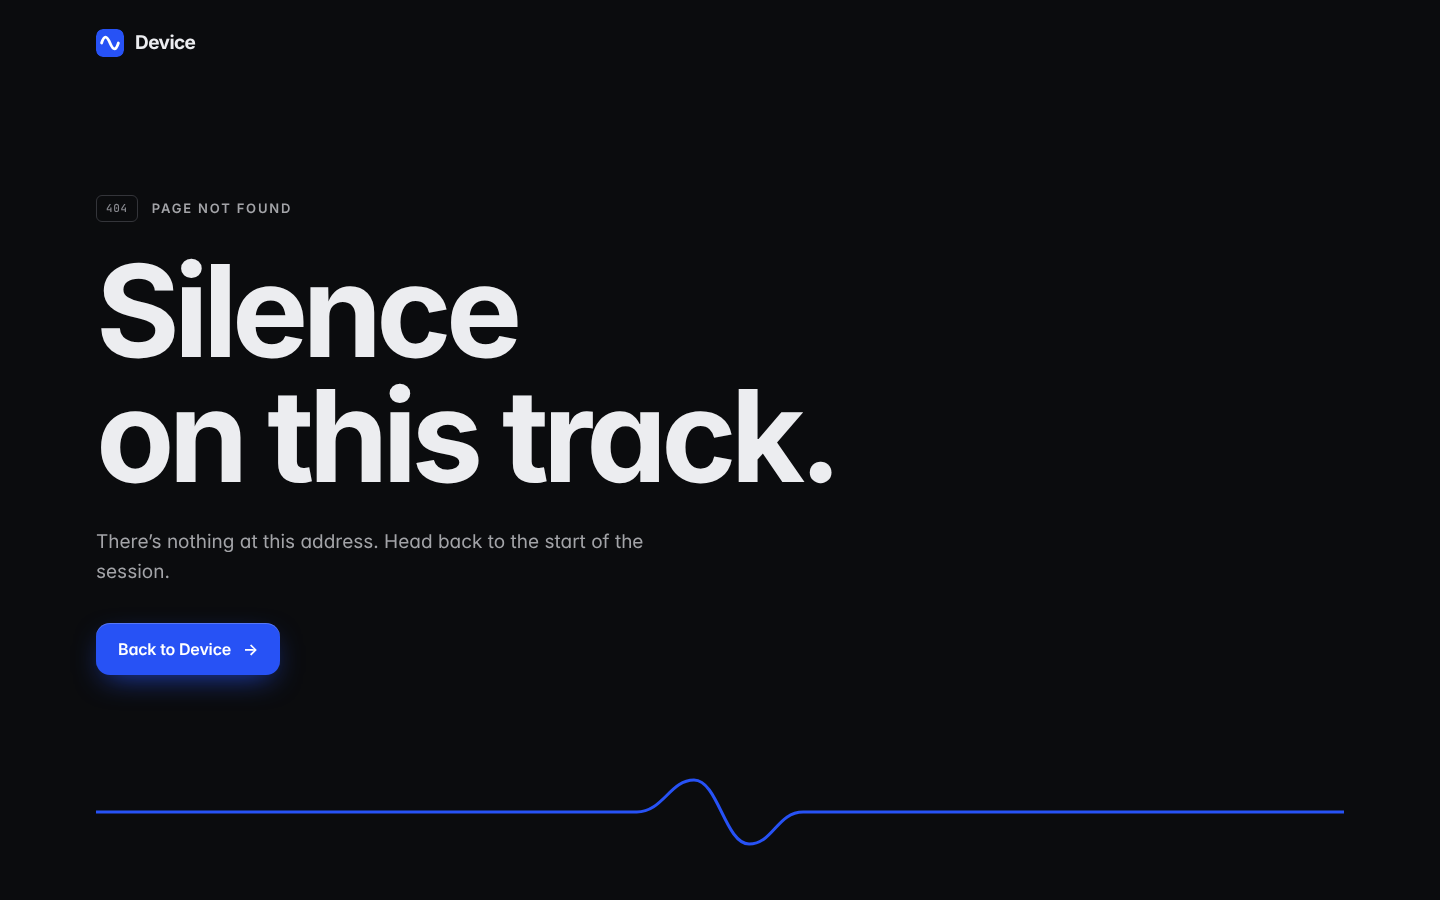 Device
404 PAGE NOT FOUND
Silence
on this track.
There’s nothing at this address. Head back to the start of the
session.
Back to Device →